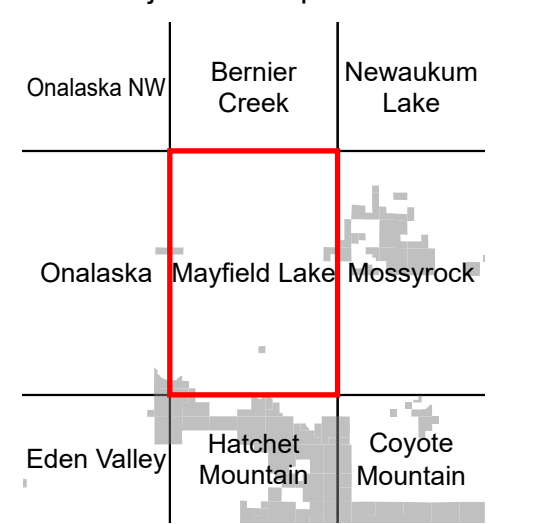 Onalaska NW
Bernier
Creek
Newaukum
Lake
Onalaska
Mayfield Lake
Mossyrock
Eden Valley
Hatchet
Mountain
Coyote
Mountain